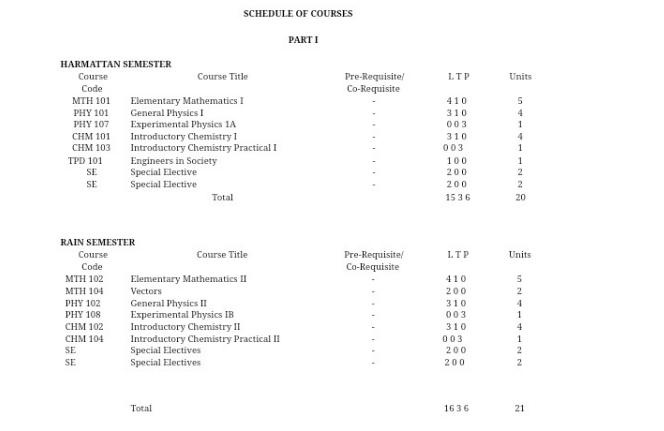 SCHEDULE OF COURSES
PART I
HARMATTAN SEMESTER
Course Course Title Pre-Requisite/ L T P Units
Code Co-Requisite
MTH 101 Elementary Mathematics I - 4 1 0 5
PHY 101 General Physics I - 3 1 0 4
PHY 107 Experimental Physics 1A - 0 0 3 1
CHM 101 Introductory Chemistry I - 3 1 0 4
CHM 103 Introductory Chemistry Practical I - 0 0 3 1
TPD 101 Engineers in Society - 1 0 0 1
SE Special Elective - 2 0 0 2
SE Special Elective - 2 0 0 2
Total 15 3 6 20
RAIN SEMESTER
Course Course Title Pre-Requisite/ L T P Units
Code Co-Requisite
MTH 102 Elementary Mathematics II - 4 1 0 5
MTH 104 Vectors - 2 0 0 2
PHY 102 General Physics II - 3 1 0 4
PHY 108 Experimental Physics IB - 0 0 3 1
CHM 102 Introductory Chemistry II - 3 1 0 4
CHM 104 Introductory Chemistry Practical II - 0 0 3 1
SE Special Electives - 2 0 0 2
SE Special Electives - 2 0 0 2
Total 16 3 6 21